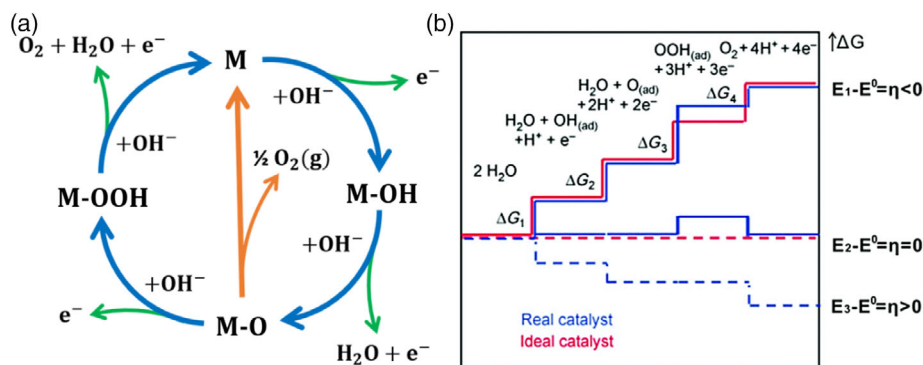 (a)
O₂ + H₂O + e⁻
M
e⁻
+OH⁻
+OH⁻
½ O₂(g)
M-OOH
M-OH
+OH⁻
+OH⁻
e⁻
M-O
H₂O + e⁻
(b)
↑ΔG
OOH(ad) O₂ + 4H⁺ + 4e⁻
+3H⁺ + 3e⁻
H₂O + O(ad)
+2H⁺ + 2e⁻
H₂O + OH(ad)
+H⁺ + e⁻
2 H₂O
ΔG₁
ΔG₂
ΔG₃
ΔG₄
E₁-E⁰=η<0
E₂-E⁰=η=0
E₃-E⁰=η>0
Real catalyst
Ideal catalyst